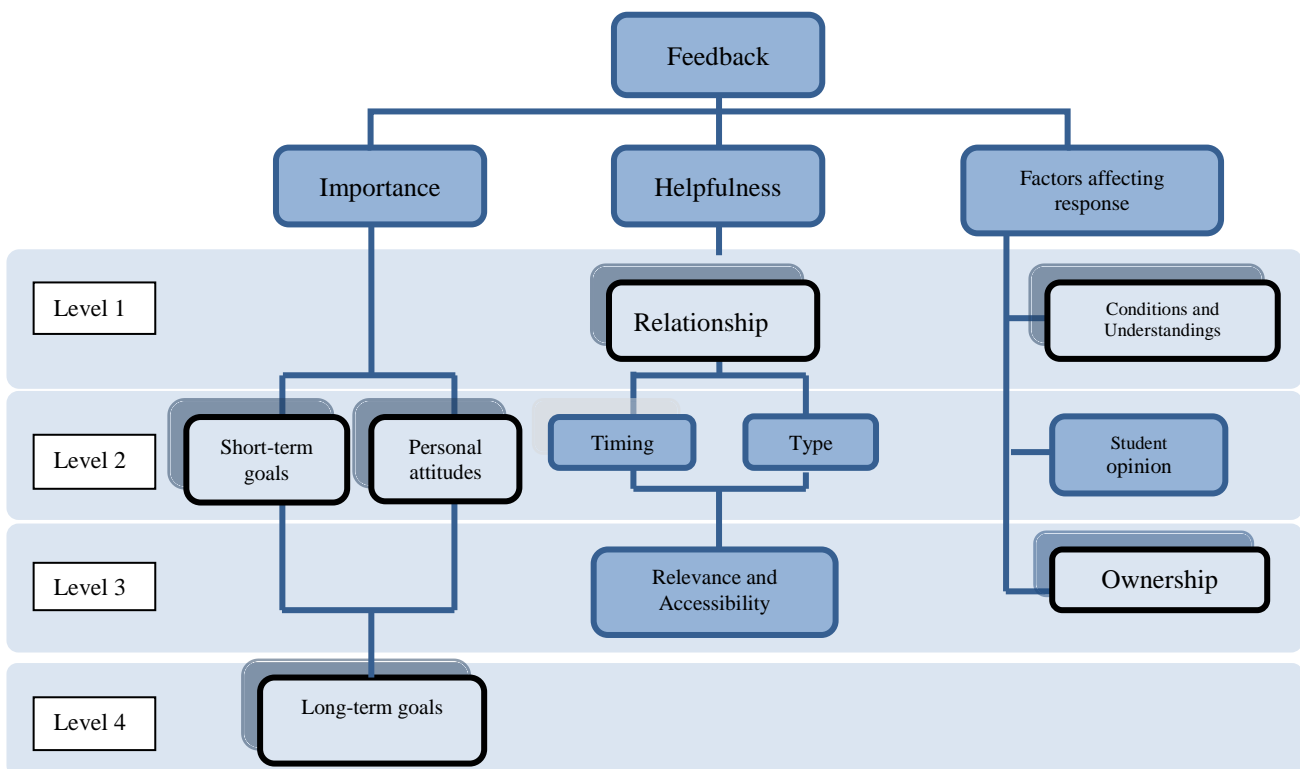 Feedback
Importance
Helpfulness
Factors affecting
response
Level 1
Relationship
Conditions and
Understandings
Level 2
Short-term
goals
Personal
attitudes
Timing
Type
Student
opinion
Level 3
Relevance and
Accessibility
Ownership
Level 4
Long-term goals